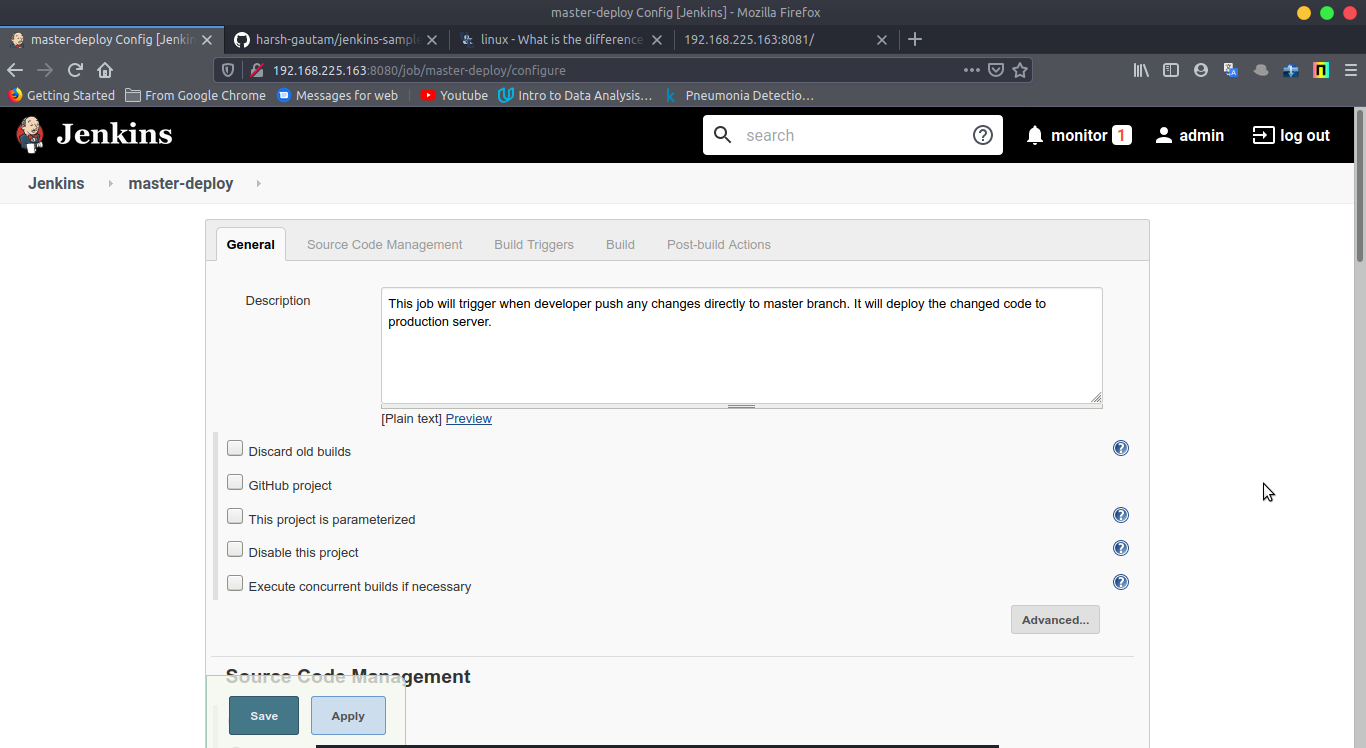 master-deploy Config [Jenkins] - Mozilla Firefox
master-deploy Config [Jenkin
harsh-gautam/jenkins-sampl
linux - What is the difference
192.168.225.163:8081/
192.168.225.163:8080/job/master-deploy/configure
Getting Started
From Google Chrome
Messages for web
Youtube
Intro to Data Analysis…
Pneumonia Detectio…
Jenkins
search
monitor 1
admin
log out
Jenkins
master-deploy
General
Source Code Management
Build Triggers
Build
Post-build Actions
Description
This job will trigger when developer push any changes directly to master branch. It will deploy the changed code to
production server.
[Plain text] Preview
Discard old builds
GitHub project
This project is parameterized
Disable this project
Execute concurrent builds if necessary
Advanced...
Source Code Management
Save
Apply